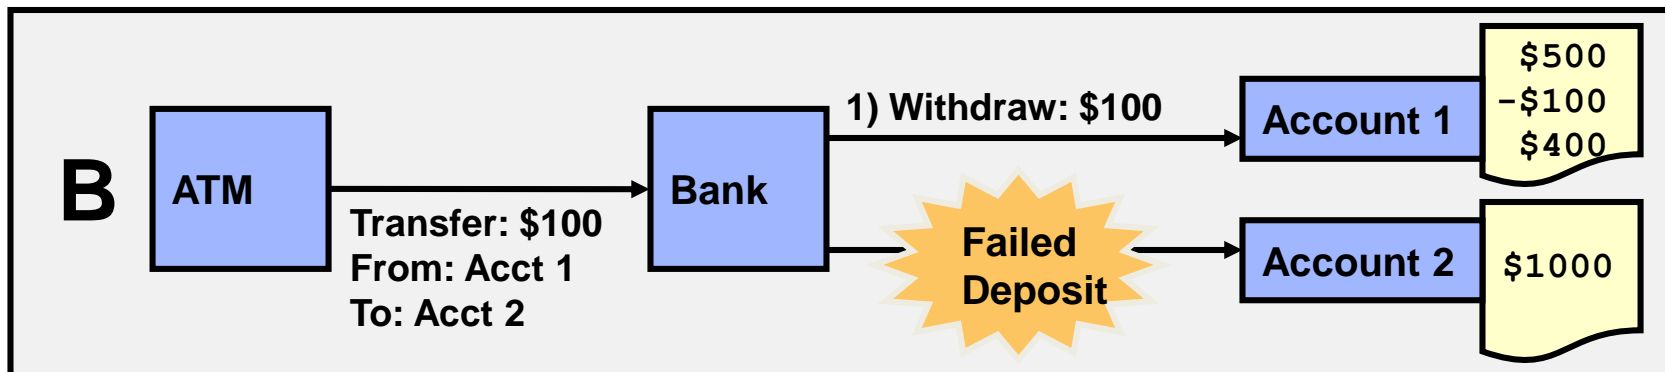 B
ATM
Transfer: $100
From: Acct 1
To: Acct 2
Bank
1) Withdraw: $100
Account 1
$500
-$100
$400
Failed
Deposit
Account 2
$1000